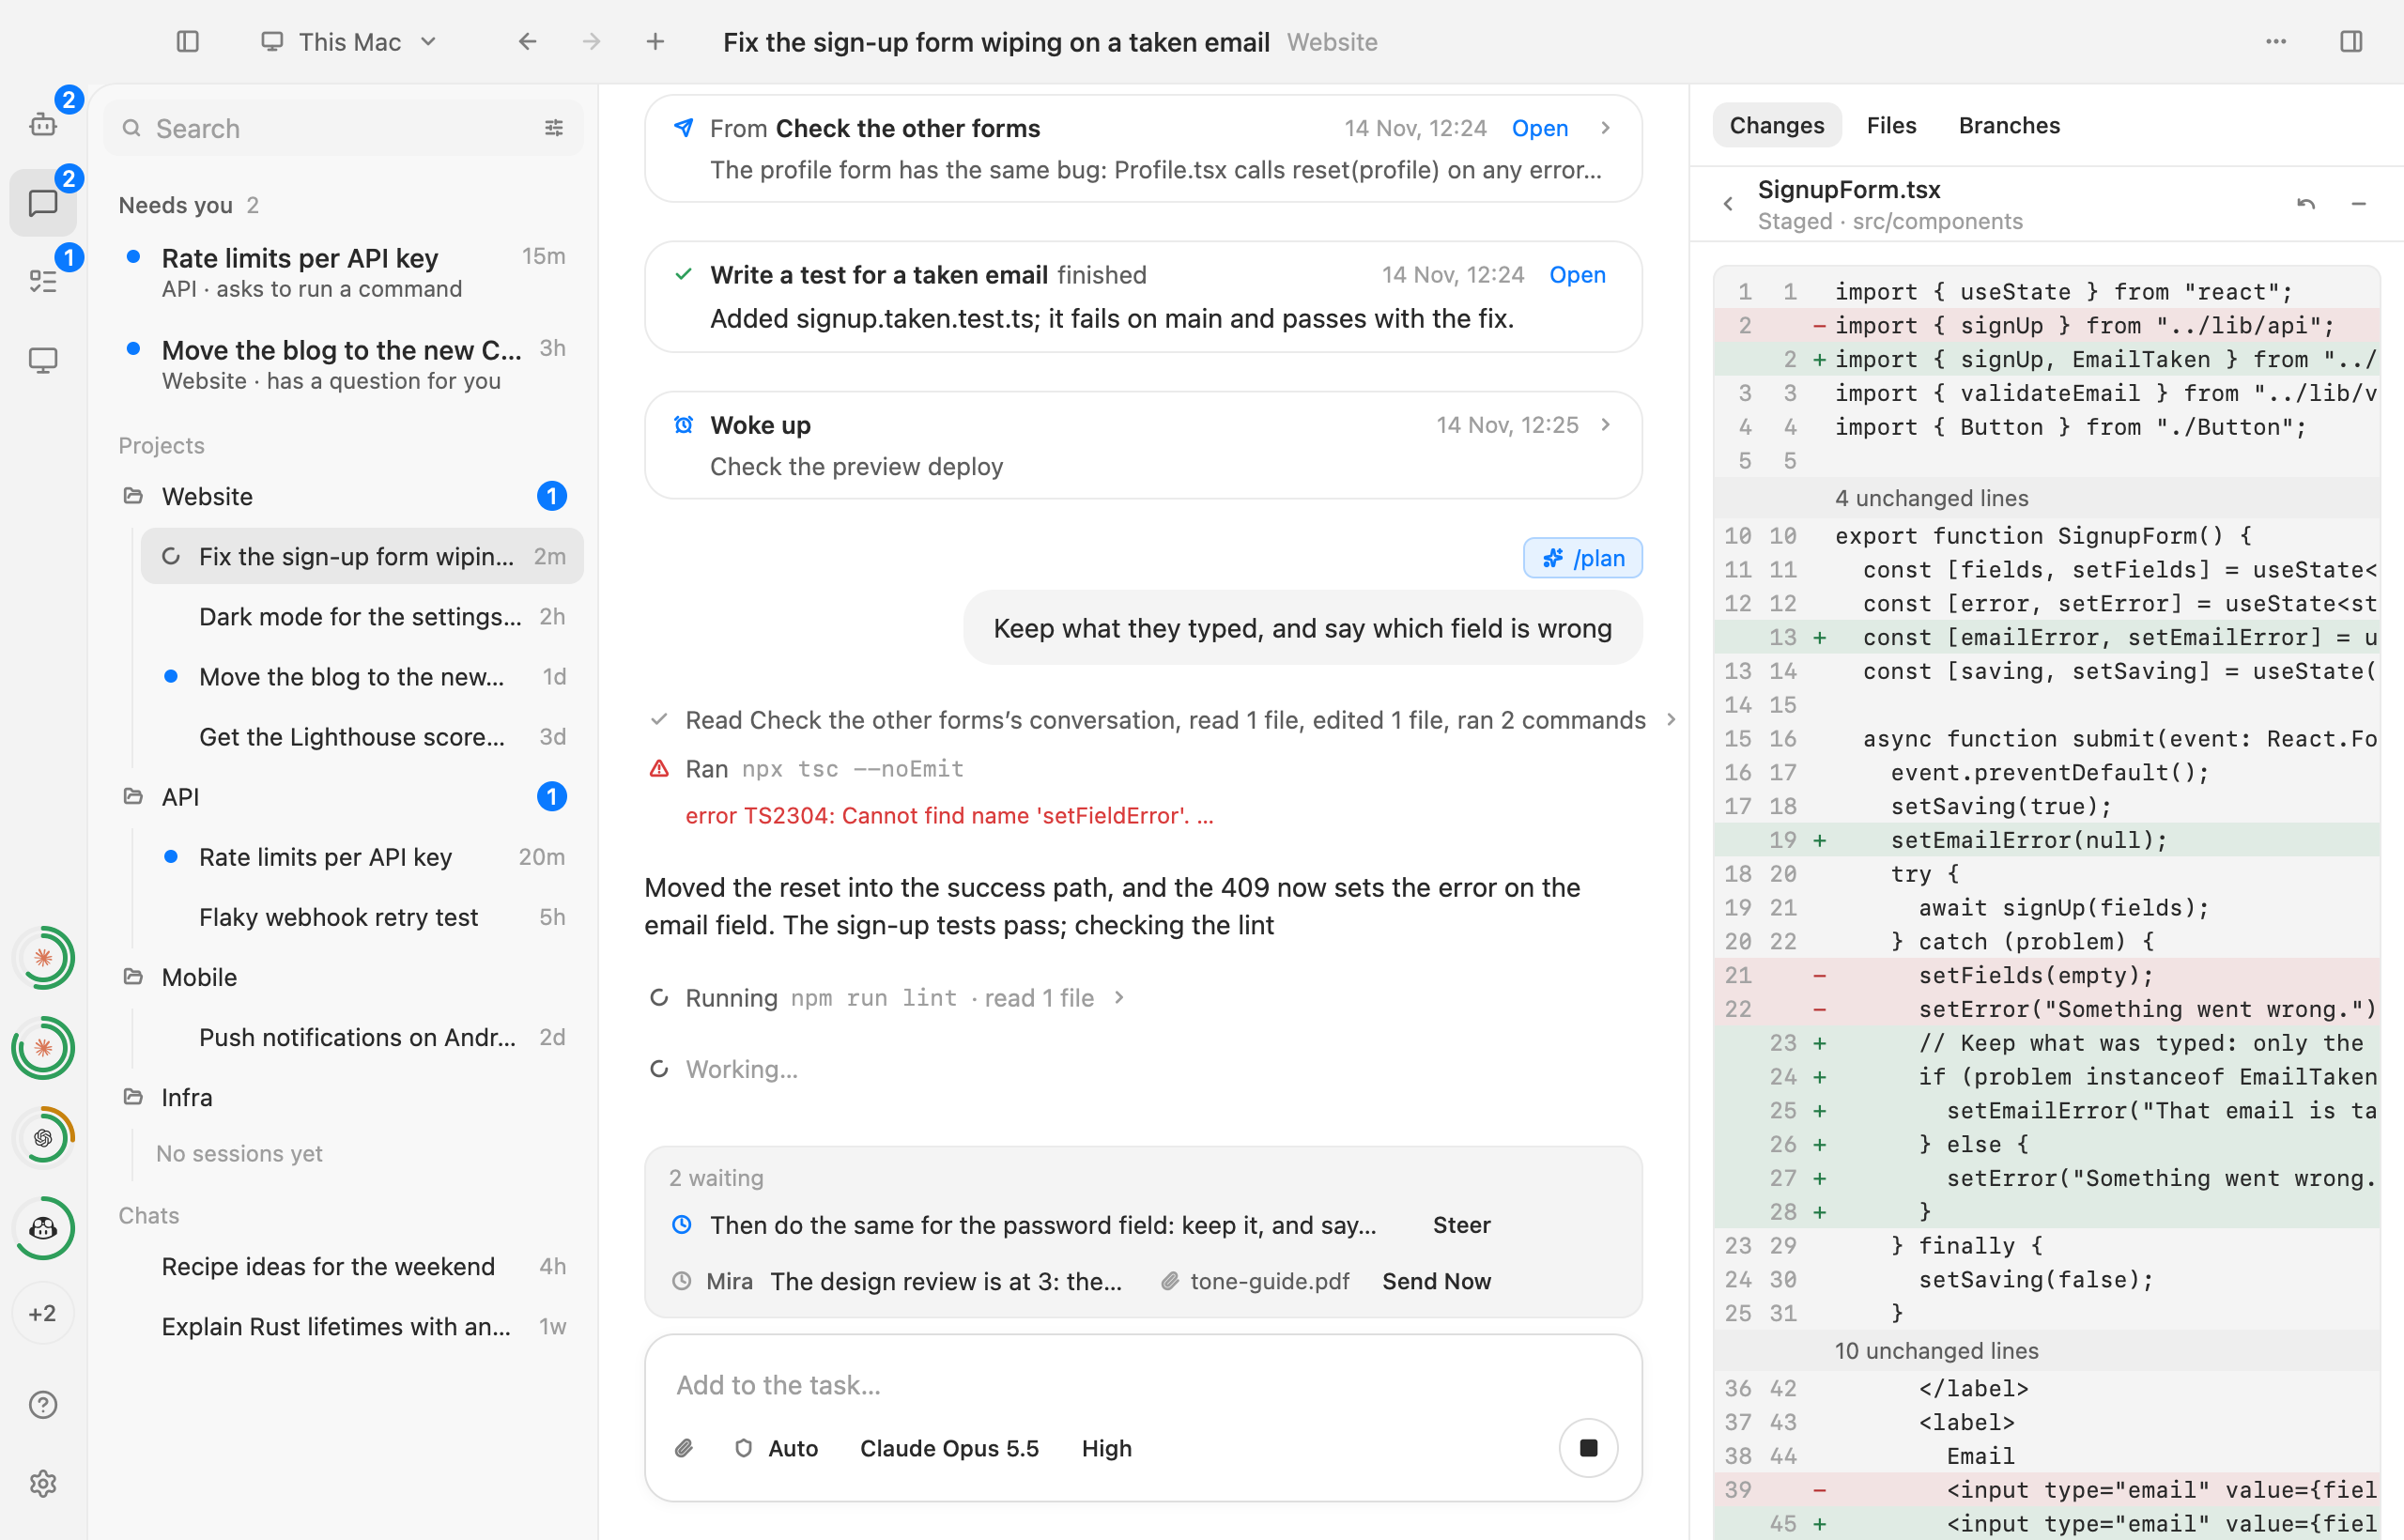 This Mac
Fix the sign-up form wiping on a taken email Website
2
2
1
+2
Search
Needs you 2
Rate limits per API key 15m
API · asks to run a command
Move the blog to the new C... 3h
Website · has a question for you
Projects
Website 1
Fix the sign-up form wipin... 2m
Dark mode for the settings... 2h
Move the blog to the new... 1d
Get the Lighthouse score... 3d
API 1
Rate limits per API key 20m
Flaky webhook retry test 5h
Mobile
Push notifications on Andr... 2d
Infra
No sessions yet
Chats
Recipe ideas for the weekend 4h
Explain Rust lifetimes with an... 1w
From Check the other forms 14 Nov, 12:24 Open
The profile form has the same bug: Profile.tsx calls reset(profile) on any error...
Write a test for a taken email finished 14 Nov, 12:24 Open
Added signup.taken.test.ts; it fails on main and passes with the fix.
Woke up 14 Nov, 12:25
Check the preview deploy
/plan
Keep what they typed, and say which field is wrong
Read Check the other forms’s conversation, read 1 file, edited 1 file, ran 2 commands
Ran npx tsc --noEmit
error TS2304: Cannot find name 'setFieldError'. ...
Moved the reset into the success path, and the 409 now sets the error on the
email field. The sign-up tests pass; checking the lint
Running npm run lint · read 1 file
Working...
2 waiting
Then do the same for the password field: keep it, and say... Steer
Mira The design review is at 3: the... tone-guide.pdf Send Now
Add to the task...
Auto Claude Opus 5.5 High
Changes Files Branches
SignupForm.tsx
Staged · src/components
1 1 import { useState } from "react";
2 − import { signUp } from "../lib/api";
2 + import { signUp, EmailTaken } from "../
3 3 import { validateEmail } from "../lib/v
4 4 import { Button } from "./Button";
5 5
4 unchanged lines
10 10 export function SignupForm() {
11 11 const [fields, setFields] = useState<
12 12 const [error, setError] = useState<st
13 + const [emailError, setEmailError] = u
13 14 const [saving, setSaving] = useState(
14 15
15 16 async function submit(event: React.Fo
16 17 event.preventDefault();
17 18 setSaving(true);
19 + setEmailError(null);
18 20 try {
19 21 await signUp(fields);
20 22 } catch (problem) {
21 − setFields(empty);
22 − setError("Something went wrong.")
23 + // Keep what was typed: only the
24 + if (problem instanceof EmailTaken
25 + setEmailError("That email is ta
26 + } else {
27 + setError("Something went wrong.
28 + }
23 29 } finally {
24 30 setSaving(false);
25 31 }
10 unchanged lines
36 42 </label>
37 43 <label>
38 44 Email
39 − <input type="email" value={fiel
45 + <input type="email" value={fiel